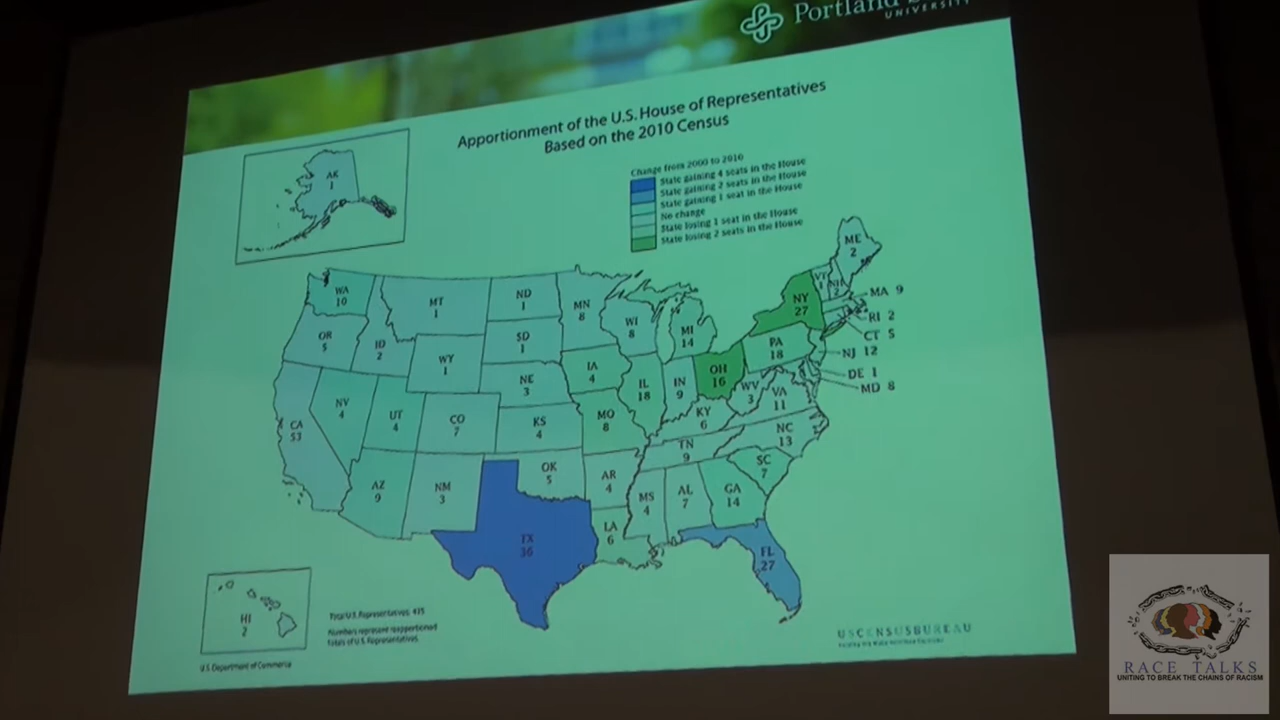 Portland
UNIVERSITY
Apportionment of the U.S. House of Representatives
Based on the 2010 Census
Change from 2000 to 2010
State gaining 4 seats in the House
State gaining 2 seats in the House
State gaining 1 seat in the House
No change
State losing 1 seat in the House
State losing 2 seats in the House
AK
1
WA
10
OR
5
CA
53
NV
4
ID
2
MT
1
WY
1
UT
4
CO
7
AZ
9
NM
3
ND
1
SD
1
NE
3
KS
4
OK
5
TX
36
MN
8
IA
4
MO
8
AR
4
LA
6
WI
8
IL
18
MI
14
IN
9
OH
16
KY
6
TN
9
MS
4
AL
7
GA
14
FL
27
SC
7
NC
13
VA
11
WV
3
PA
18
NY
27
VT
1
NH
2
ME
2
MA 9
RI 2
CT 5
NJ 12
DE 1
MD 8
HI
2
Total U.S. Representatives: 435
Numbers represent reapportioned
totals of U.S. Representatives.
U.S. Department of Commerce
USCENSUSBUREAU
RACE TALKS
UNITING TO BREAK THE CHAINS OF RACISM